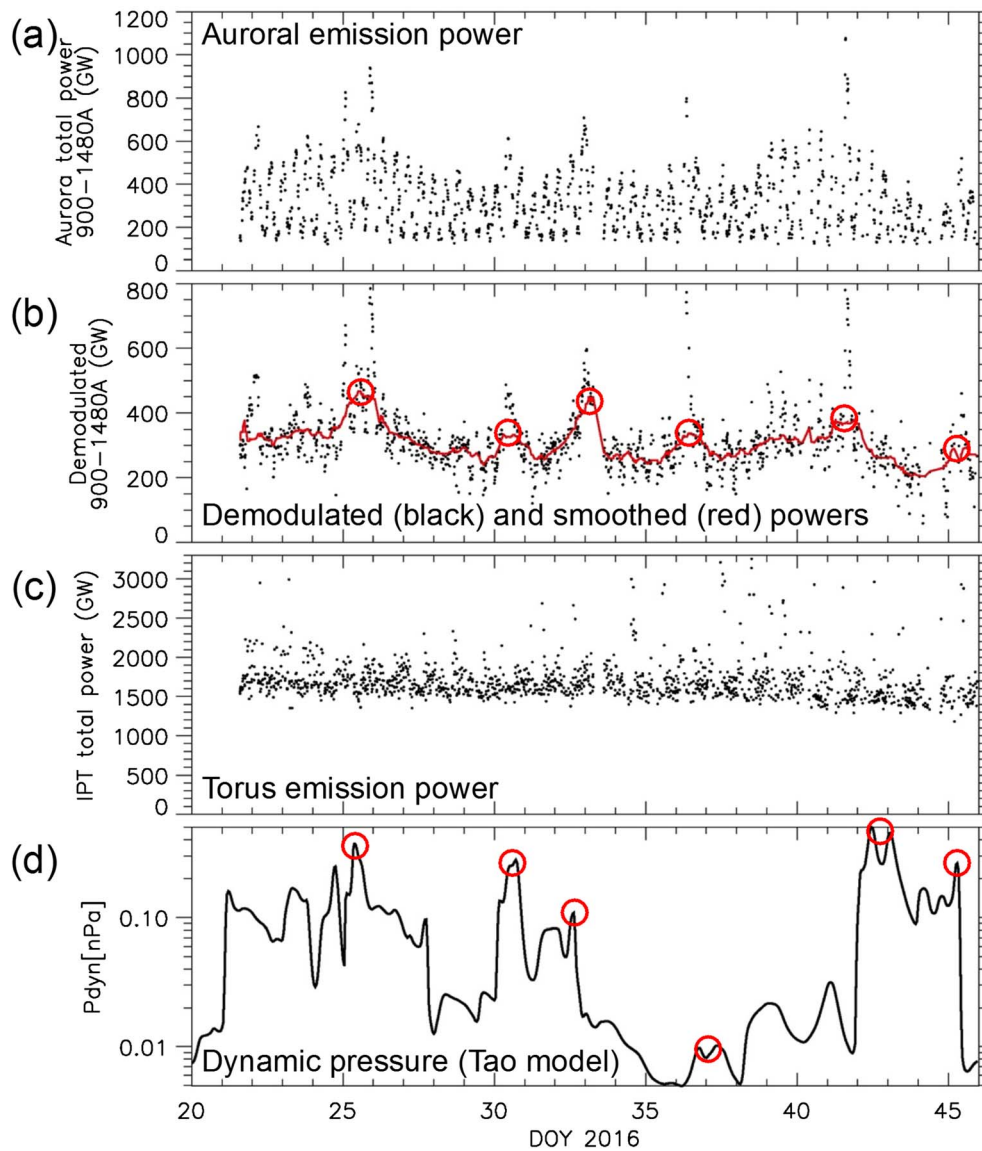 (a)
Auroral emission power
Aurora total power
900-1480A (GW)
1200
1000
800
600
400
200
0
(b)
Demodulated
900-1480A (GW)
800
600
400
200
0
Demodulated (black) and smoothed (red) powers
(c)
IPT total power (GW)
3000
2500
2000
1500
1000
500
0
Torus emission power
(d)
Pdyn[nPa]
0.10
0.01
Dynamic pressure (Tao model)
20 25 30 35 40 45
DOY 2016